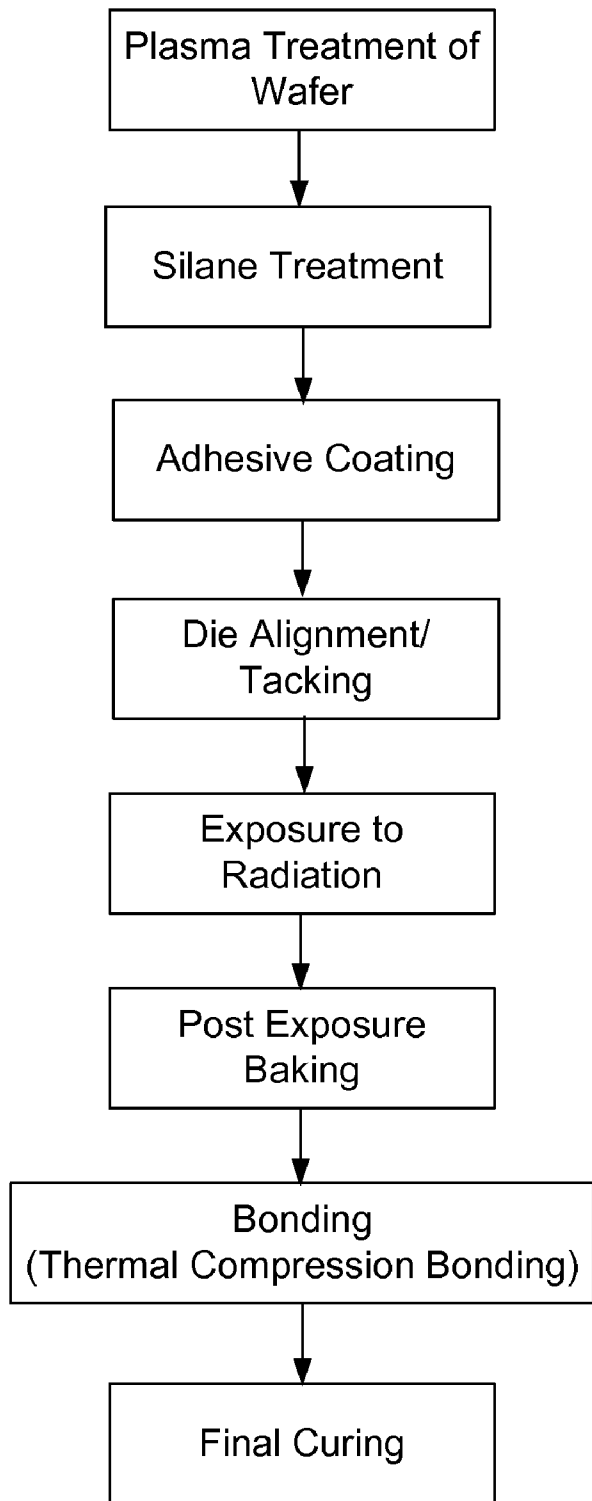 Plasma Treatment of
Wafer
Silane Treatment
Adhesive Coating
Die Alignment/
Tacking
Exposure to
Radiation
Post Exposure
Baking
Bonding
(Thermal Compression Bonding)
Final Curing